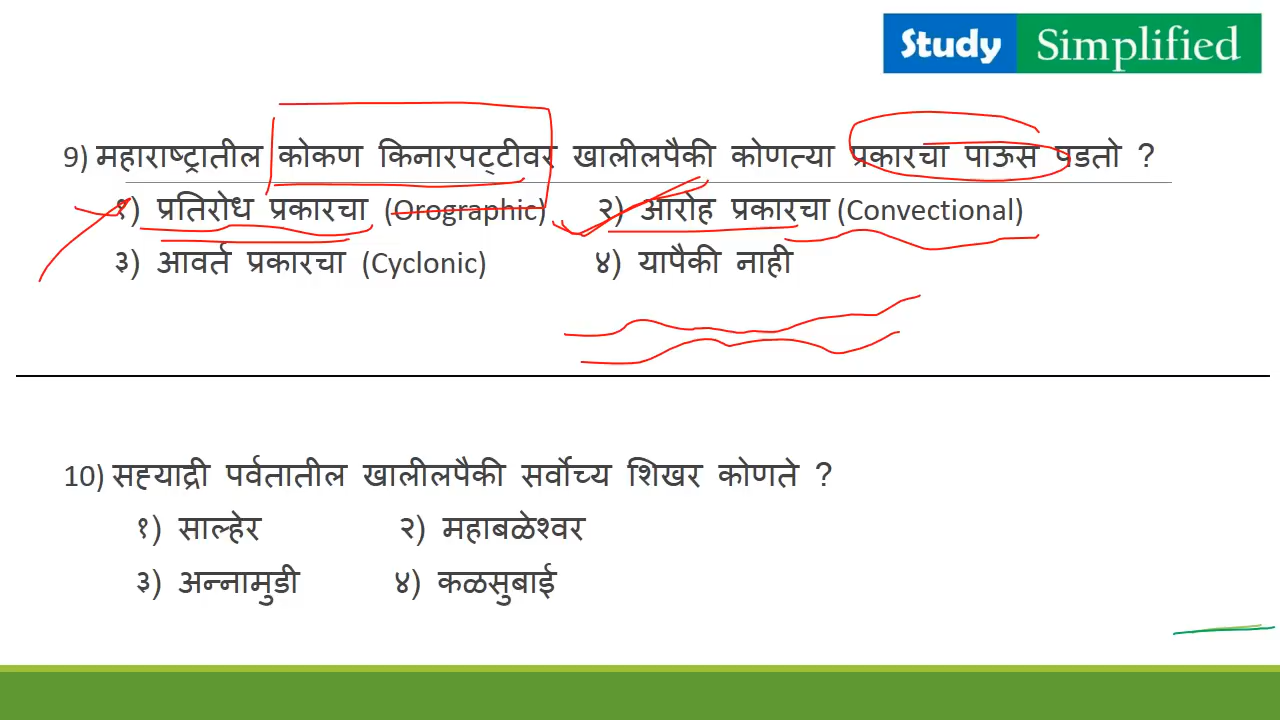 Study Simplified
9) महाराष्ट्रातील कोकण किनारपट्टीवर खालीलपैकी कोणत्या प्रकारचा पाऊस पडतो ?
१) प्रतिरोध प्रकारचा (Orographic) २) आरोह प्रकारचा (Convectional)
३) आवर्त प्रकारचा (Cyclonic) ४) यापैकी नाही
10) सह्याद्री पर्वतातील खालीलपैकी सर्वोच्य शिखर कोणते ?
१) साल्हेर २) महाबळेश्वर
३) अन्नामुडी ४) कळसुबाई